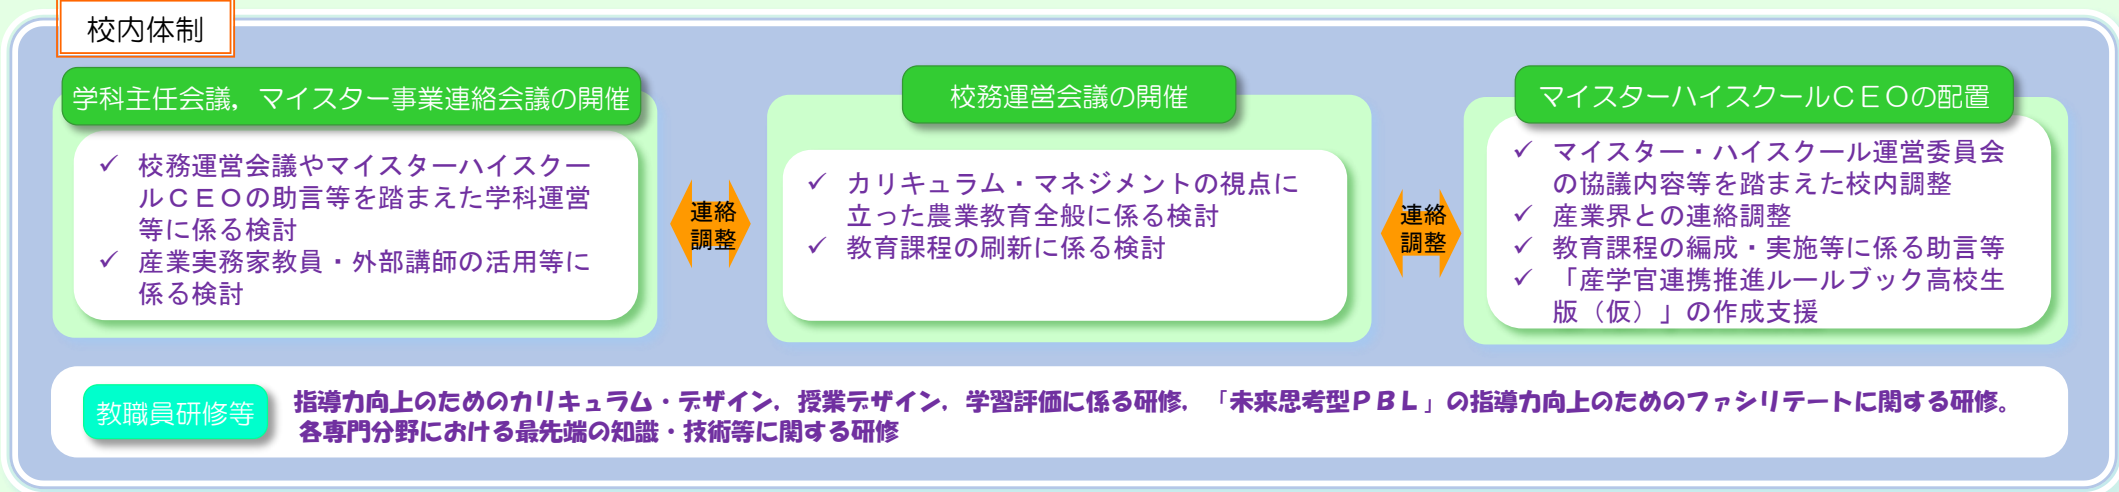 校内体制
学科主任会議，マイスター事業連絡会議の開催
✓ 校務運営会議やマイスターハイスクー
ルＣＥＯの助言等を踏まえた学科運営
等に係る検討
✓ 産業実務家教員・外部講師の活用等に
係る検討
連絡
調整
校務運営会議の開催
✓ カリキュラム・マネジメントの視点に
立った農業教育全般に係る検討
✓ 教育課程の刷新に係る検討
連絡
調整
マイスターハイスクールＣＥＯの配置
✓ マイスター・ハイスクール運営委員会
の協議内容等を踏まえた校内調整
✓ 産業界との連絡調整
✓ 教育課程の編成・実施等に係る助言等
✓ 「産学官連携推進ルールブック高校生
版（仮）」の作成支援
教職員研修等
指導力向上のためのカリキュラム・デザイン，授業デザイン，学習評価に係る研修，「未来思考型ＰＢＬ」の指導力向上のためのファシリテートに関する研修。
各専門分野における最先端の知識・技術等に関する研修